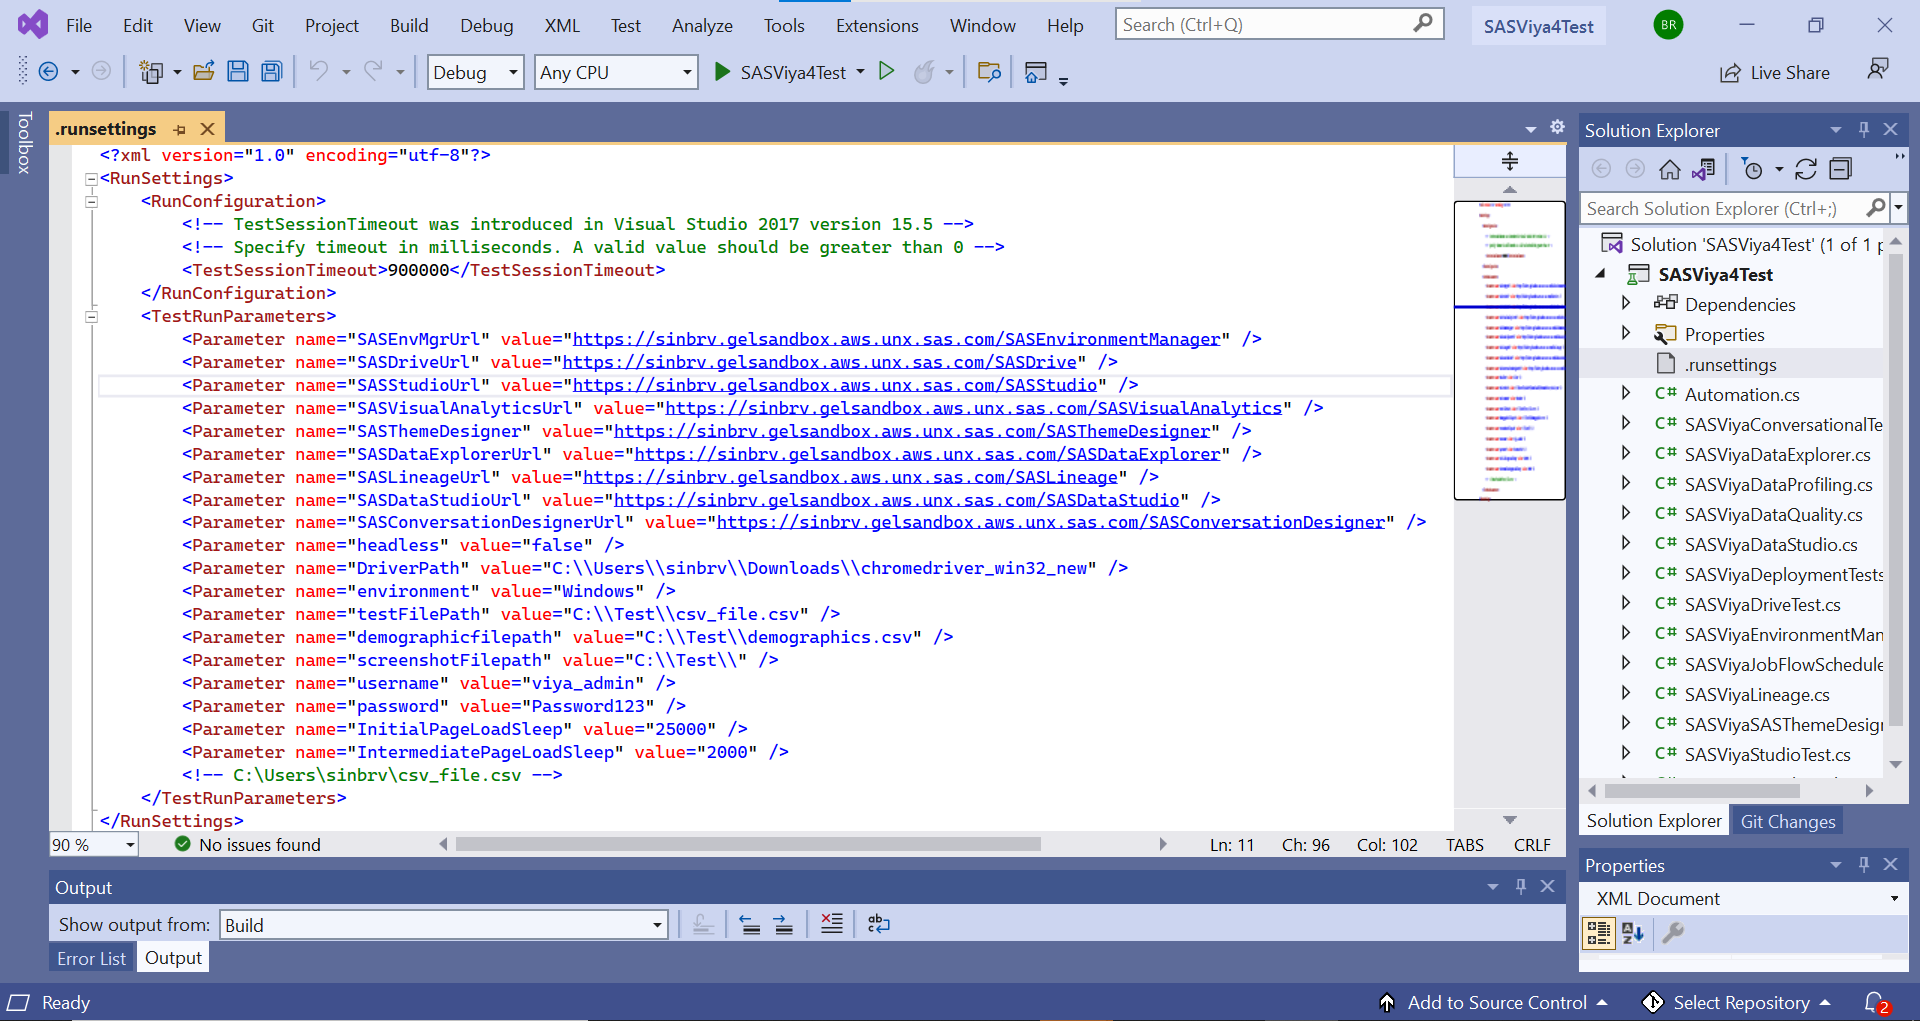 File Edit View Git Project Build Debug XML Test Analyze Tools Extensions Window Help Search (Ctrl+Q) SASViya4Test BR
Debug Any CPU SASViya4Test Live Share
Toolbox
.runsettings
<?xml version="1.0" encoding="utf-8"?>
<RunSettings>
<RunConfiguration>
<!-- TestSessionTimeout was introduced in Visual Studio 2017 version 15.5 -->
<!-- Specify timeout in milliseconds. A valid value should be greater than 0 -->
<TestSessionTimeout>900000</TestSessionTimeout>
</RunConfiguration>
<TestRunParameters>
<Parameter name="SASEnvMgrUrl" value="https://sinbrv.gelsandbox.aws.unx.sas.com/SASEnvironmentManager" />
<Parameter name="SASDriveUrl" value="https://sinbrv.gelsandbox.aws.unx.sas.com/SASDrive" />
<Parameter name="SASStudioUrl" value="https://sinbrv.gelsandbox.aws.unx.sas.com/SASStudio" />
<Parameter name="SASVisualAnalyticsUrl" value="https://sinbrv.gelsandbox.aws.unx.sas.com/SASVisualAnalytics" />
<Parameter name="SASThemeDesigner" value="https://sinbrv.gelsandbox.aws.unx.sas.com/SASThemeDesigner" />
<Parameter name="SASDataExplorerUrl" value="https://sinbrv.gelsandbox.aws.unx.sas.com/SASDataExplorer" />
<Parameter name="SASLineageUrl" value="https://sinbrv.gelsandbox.aws.unx.sas.com/SASLineage" />
<Parameter name="SASDataStudioUrl" value="https://sinbrv.gelsandbox.aws.unx.sas.com/SASDataStudio" />
<Parameter name="SASConversationDesignerUrl" value="https://sinbrv.gelsandbox.aws.unx.sas.com/SASConversationDesigner" />
<Parameter name="headless" value="false" />
<Parameter name="DriverPath" value="C:\\Users\\sinbrv\\Downloads\\chromedriver_win32_new" />
<Parameter name="environment" value="Windows" />
<Parameter name="testFilePath" value="C:\\Test\\csv_file.csv" />
<Parameter name="demographicfilepath" value="C:\\Test\\demographics.csv" />
<Parameter name="screenshotFilepath" value="C:\\Test\\" />
<Parameter name="username" value="viya_admin" />
<Parameter name="password" value="Password123" />
<Parameter name="InitialPageLoadSleep" value="25000" />
<Parameter name="IntermediatePageLoadSleep" value="2000" />
<!-- C:\Users\sinbrv\csv_file.csv -->
</TestRunParameters>
</RunSettings>
90 % No issues found Ln: 11 Ch: 96 Col: 102 TABS CRLF
Output
Show output from: Build
Error List Output
Solution Explorer
Search Solution Explorer (Ctrl+;)
Solution 'SASViya4Test' (1 of 1 p
SASViya4Test
Dependencies
Properties
.runsettings
C# Automation.cs
C# SASViyaConversationalTe
C# SASViyaDataExplorer.cs
C# SASViyaDataProfiling.cs
C# SASViyaDataQuality.cs
C# SASViyaDataStudio.cs
C# SASViyaDeploymentTests
C# SASViyaDriveTest.cs
C# SASViyaEnvironmentMan
C# SASViyaJobFlowSchedule
C# SASViyaLineage.cs
C# SASViyaSASThemeDesig
C# SASViyaStudioTest.cs
Solution Explorer Git Changes
Properties
XML Document
Ready Add to Source Control Select Repository 2